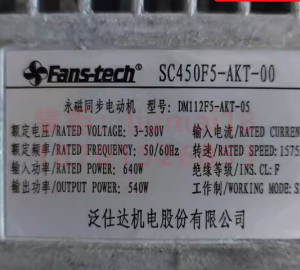 Fans-tech® SC450F5-AKT-00
永磁同步电动机 型号: DM112F5-AKT-05
额定电压/RATED VOLTAGE: 3-380V 输入电流/RATED CURREN
额定频率/RATED FREQUENCY: 50/60Hz 转速/RATED SPEED: 1575
输入功率/RATED POWER: 640W 绝缘等级/INS.CL: F
输出功率/OUTPUT POWER: 540W 工作制/WORKING MODE: S
泛仕达机电股份有限公司